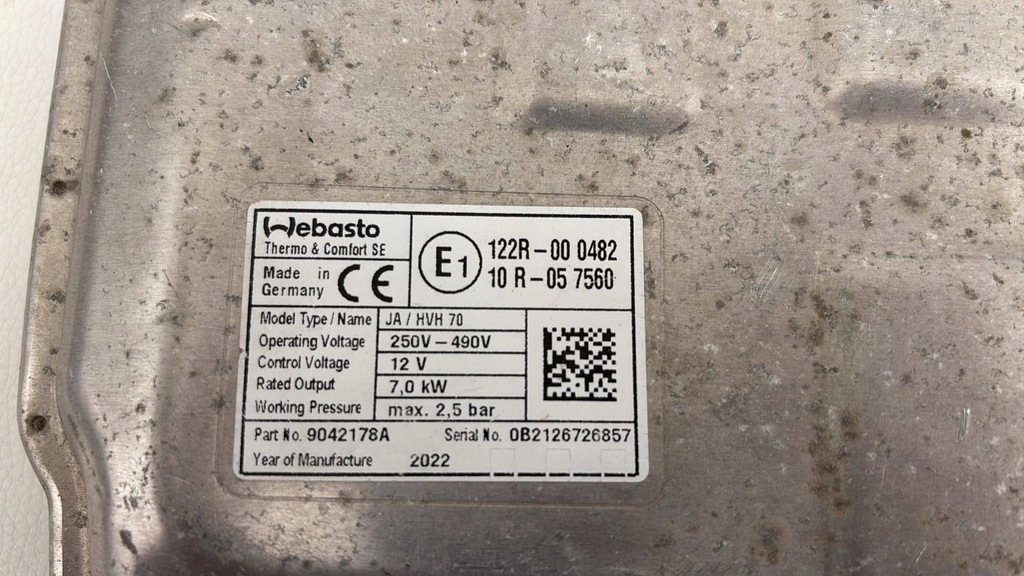 Webasto
Thermo & Comfort SE
Made in
Germany
CE
E1
122R-00 0482
10 R-05 7560
Model Type / Name JA / HVH 70
Operating Voltage 250V-490V
Control Voltage 12 V
Rated Output 7,0 kW
Working Pressure max. 2,5 bar
Part No. 9042178A Serial No. 0B2126726857
Year of Manufacture 2022